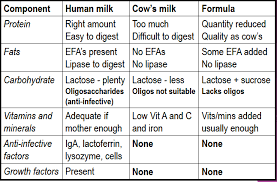 Component Human milk Cow's milk Formula
Protein Right amount Too much Quantity reduced
Easy to digest Difficult to digest Quality as cow's
Fats EFA's present No EFAs Some EFA added
Lipase to digest No lipase No lipase
Carbohydrate Lactose - plenty Lactose - less Lactose + sucrose
Oligosaccharides Oligos not suitable Lacks oligos
(anti-infective)
Vitamins and Adequate if Low Vit A and C Vits/mins added
minerals mother enough and iron usually enough
Anti-infective IgA, lactoferrin, None None
factors lysozyme, cells
Growth factors Present None None